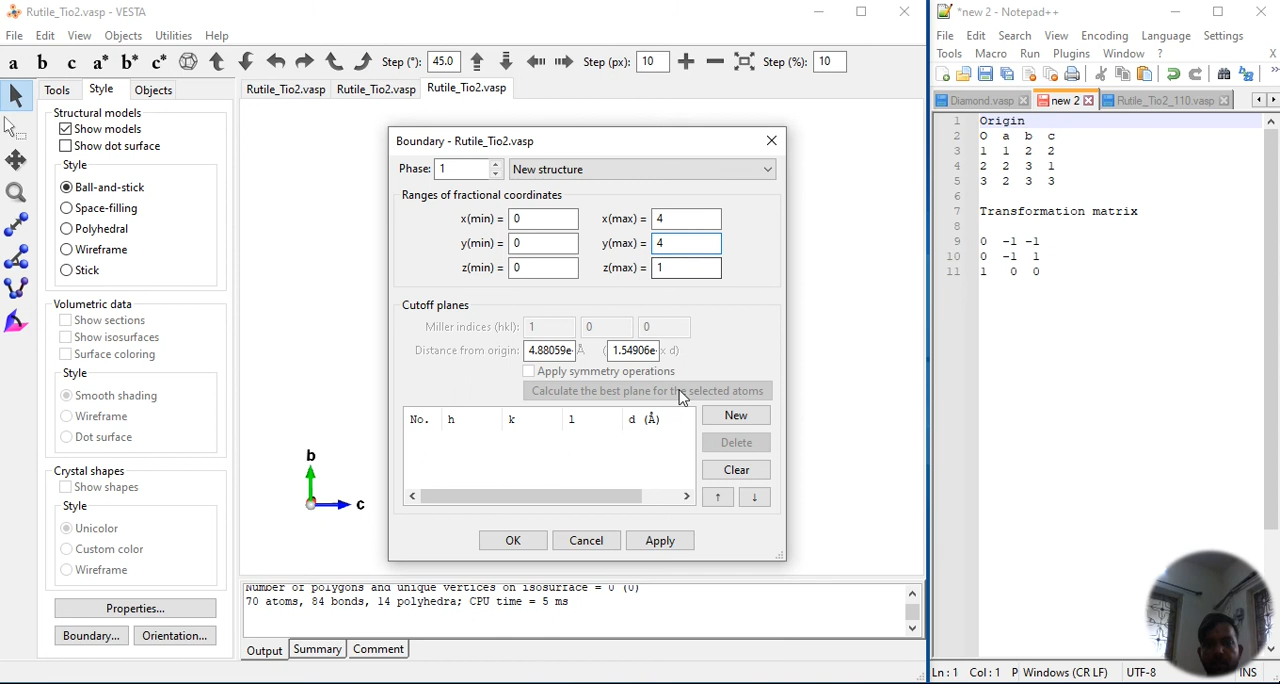 Rutile_Tio2.vasp - VESTA
File Edit View Objects Utilities Help
a b c a* b* c* Step (°): 45.0 Step (px): 10 Step (%): 10
Tools Style Objects
Structural models
Show models
Show dot surface
Style
Ball-and-stick
Space-filling
Polyhedral
Wireframe
Stick
Volumetric data
Show sections
Show isosurfaces
Surface coloring
Style
Smooth shading
Wireframe
Dot surface
Crystal shapes
Show shapes
Style
Unicolor
Custom color
Wireframe
Properties...
Boundary... Orientation...
Rutile_Tio2.vasp Rutile_Tio2.vasp Rutile_Tio2.vasp
b
c
Boundary - Rutile_Tio2.vasp
Phase: 1 New structure
Ranges of fractional coordinates
x(min) = 0 x(max) = 4
y(min) = 0 y(max) = 4
z(min) = 0 z(max) = 1
Cutoff planes
Miller indices (hkl): 1 0 0
Distance from origin: 4.88059e- Å ( 1.54906e- x d)
Apply symmetry operations
Calculate the best plane for the selected atoms
No. h k l d (Å)
New
Delete
Clear
↑ ↓
OK Cancel Apply
Number of polygons and unique vertices on isosurface = 0 (0)
70 atoms, 84 bonds, 14 polyhedra; CPU time = 5 ms
Output Summary Comment
*new 2 - Notepad++
File Edit Search View Encoding Language Settings
Tools Macro Run Plugins Window ? X
Diamond.vasp new 2 Rutile_Tio2_110.vasp
1 Origin
2 O a b c
3 1 1 2 2
4 2 2 3 1
5 3 2 3 3
6
7 Transformation matrix
8
9 0 -1 -1
10 0 -1 1
11 1 0 0
Ln : 1 Col : 1 P Windows (CR LF) UTF-8 INS